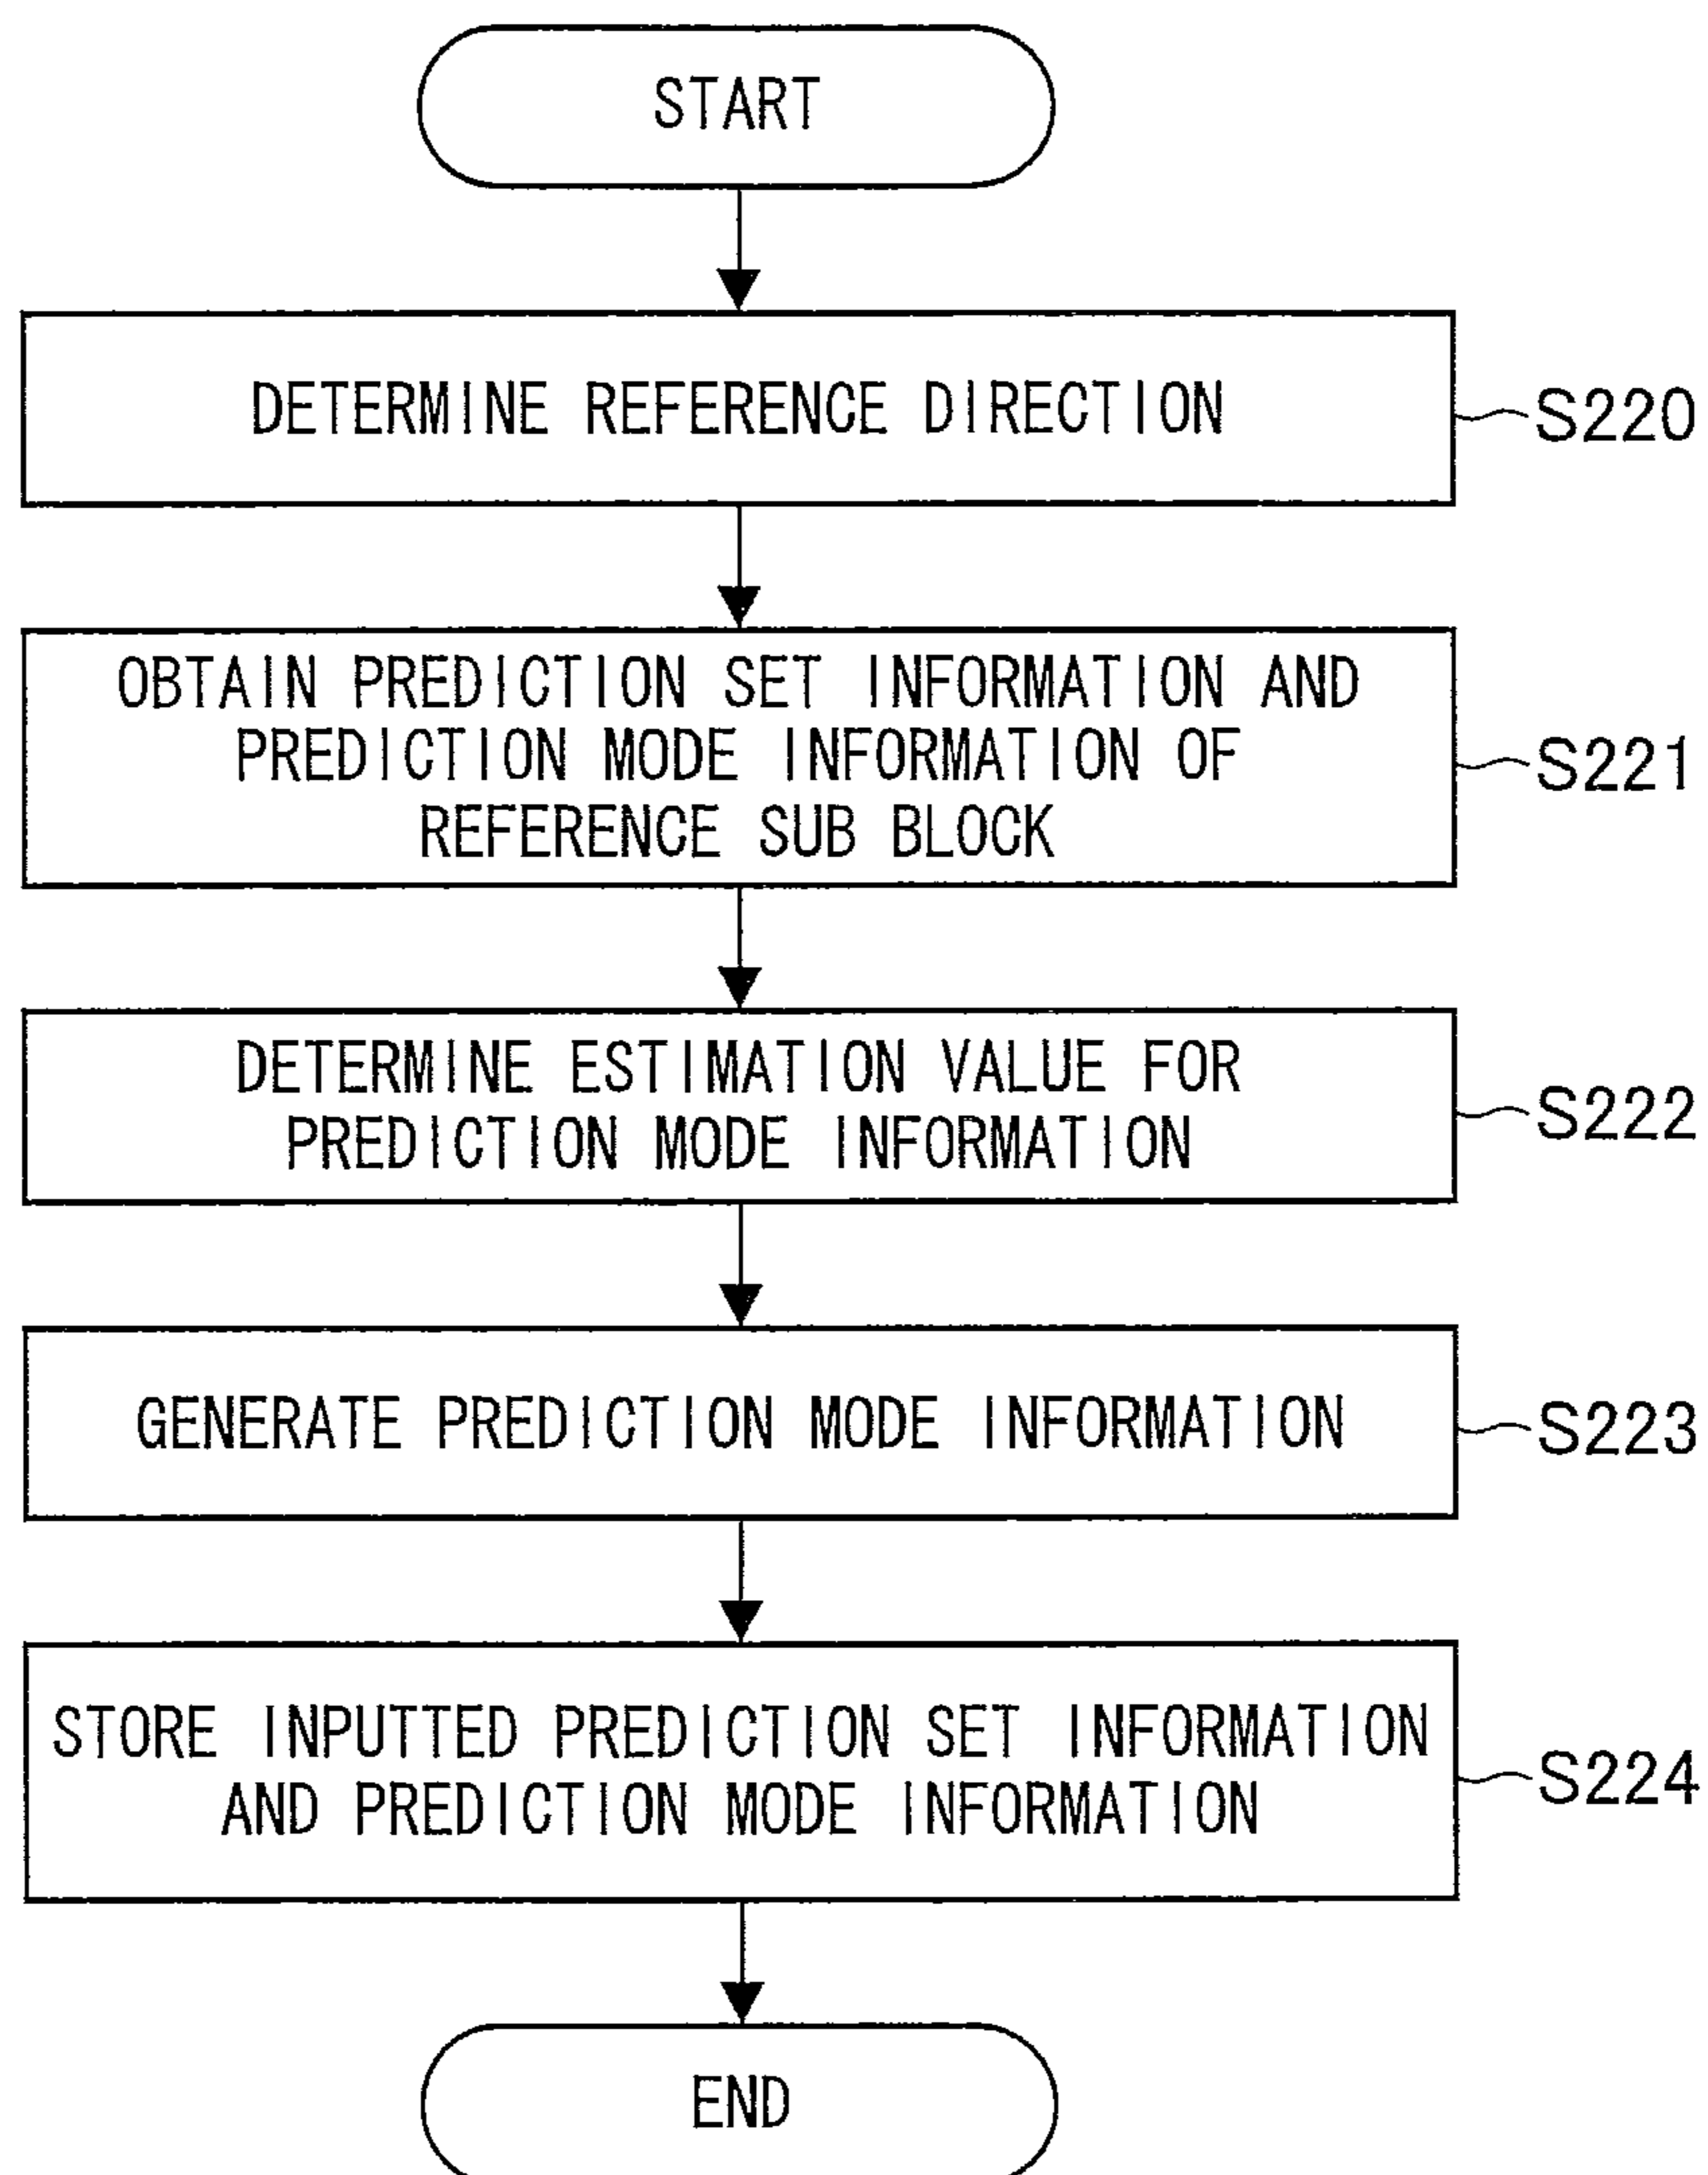 START
DETERMINE REFERENCE DIRECTION
S220
OBTAIN PREDICTION SET INFORMATION AND
PREDICTION MODE INFORMATION OF
REFERENCE SUB BLOCK
S221
DETERMINE ESTIMATION VALUE FOR
PREDICTION MODE INFORMATION
S222
GENERATE PREDICTION MODE INFORMATION
S223
STORE INPUTTED PREDICTION SET INFORMATION
AND PREDICTION MODE INFORMATION
S224
END